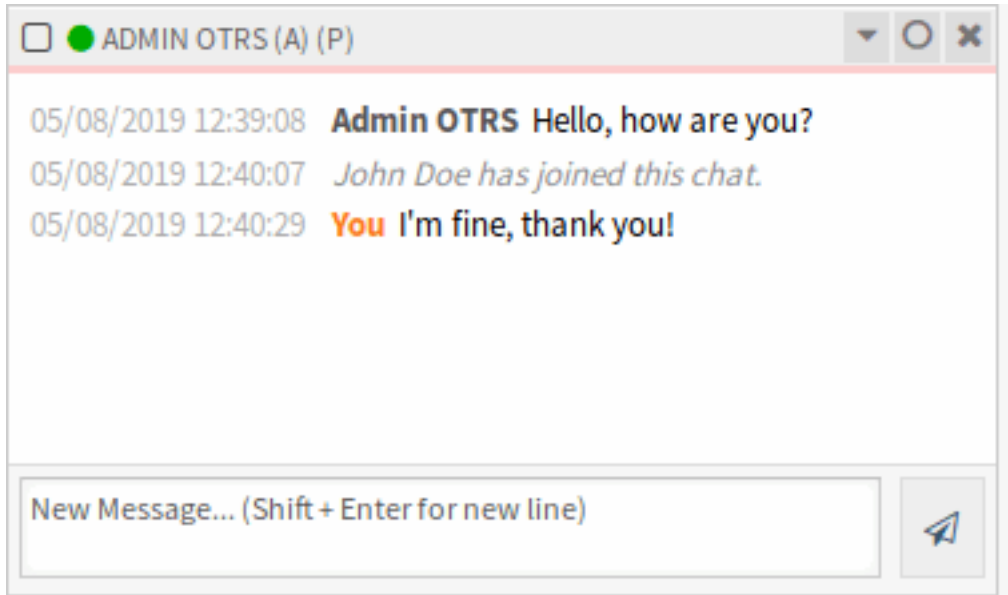 ADMIN OTRS (A) (P)
05/08/2019 12:39:08 Admin OTRS Hello, how are you?
05/08/2019 12:40:07 John Doe has joined this chat.
05/08/2019 12:40:29 You I'm fine, thank you!
New Message... (Shift + Enter for new line)